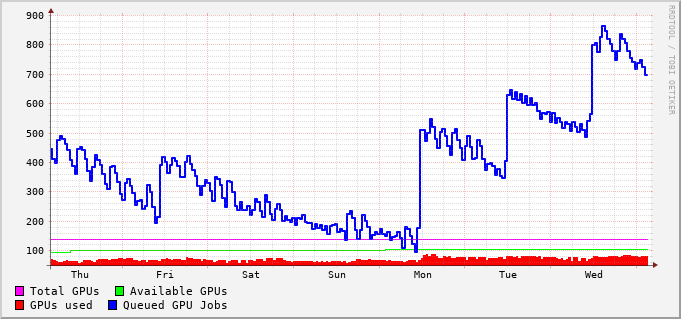 900
800
700
600
500
400
300
200
100
Thu Fri Sat Sun Mon Tue Wed
Total GPUs Available GPUs
GPUs used Queued GPU Jobs
RRDTOOL / TOBI OETIKER